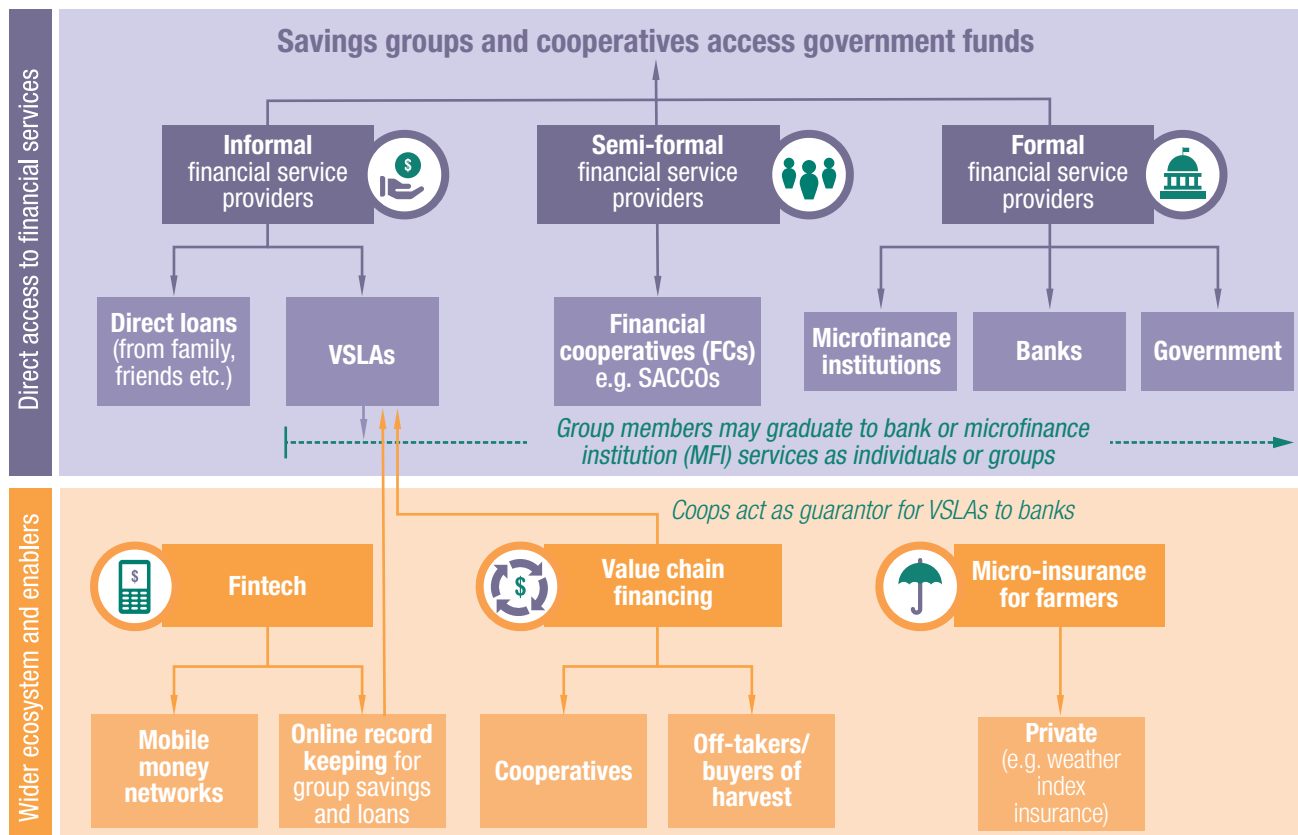 Direct access to financial services
Savings groups and cooperatives access government funds
Informal
financial service
providers
$
Semi-formal
financial service
providers
Formal
financial service
providers
Direct loans
(from family,
friends etc.)
VSLAs
Financial
cooperatives (FCs)
e.g. SACCOs
Microfinance
institutions
Banks
Government
Group members may graduate to bank or microfinance
institution (MFI) services as individuals or groups
Wider ecosystem and enablers
Coops act as guarantor for VSLAs to banks
$
Fintech
$
Value chain
financing
Micro-insurance
for farmers
Mobile
money
networks
Online record
keeping for
group savings
and loans
Cooperatives
Off-takers/
buyers of
harvest
Private
(e.g. weather
index
insurance)